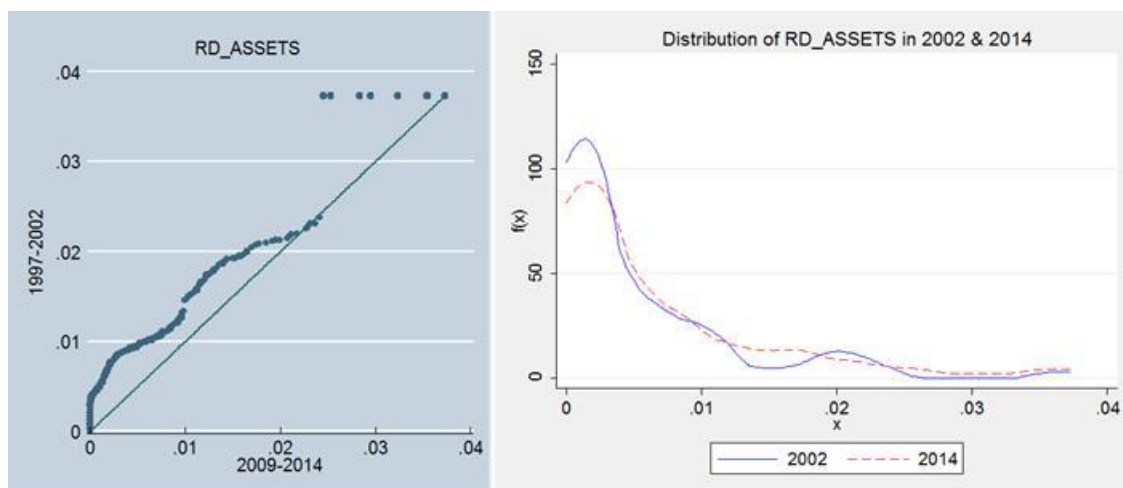 RD_ASSETS
.04
.03
.02
.01
0
1997-2002
0 .01 .02 .03 .04
2009-2014
Distribution of RD_ASSETS in 2002 & 2014
150
100
50
0
f(x)
0 .01 .02 .03 .04
x
2002 2014